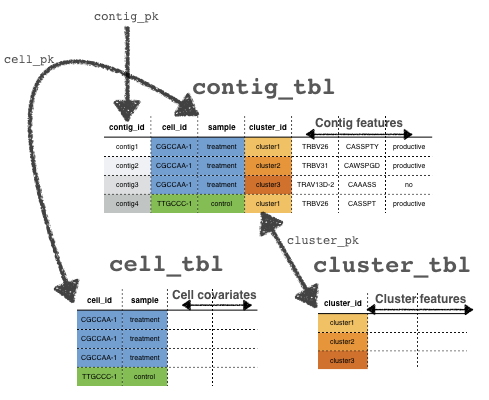 contig_pk
cell_pk
contig_tbl
contig_id cell_id sample cluster_id Contig features
contig1 CGCCAA-1 treatment cluster1 TRBV26 CASSPTY productive
contig2 CGCCAA-1 treatment cluster2 TRBV31 CAWSPGD productive
contig3 CGCCAA-1 treatment cluster3 TRAV13D-2 CAAASS no
contig4 TTGCCC-1 control cluster1 TRBV26 CASSPT productive
cluster_pk
cell_tbl
cell_id sample Cell covariates
CGCCAA-1 treatment
CGCCAA-1 treatment
CGCCAA-1 treatment
TTGCCC-1 control
cluster_tbl
cluster_id Cluster features
cluster1
cluster2
cluster3